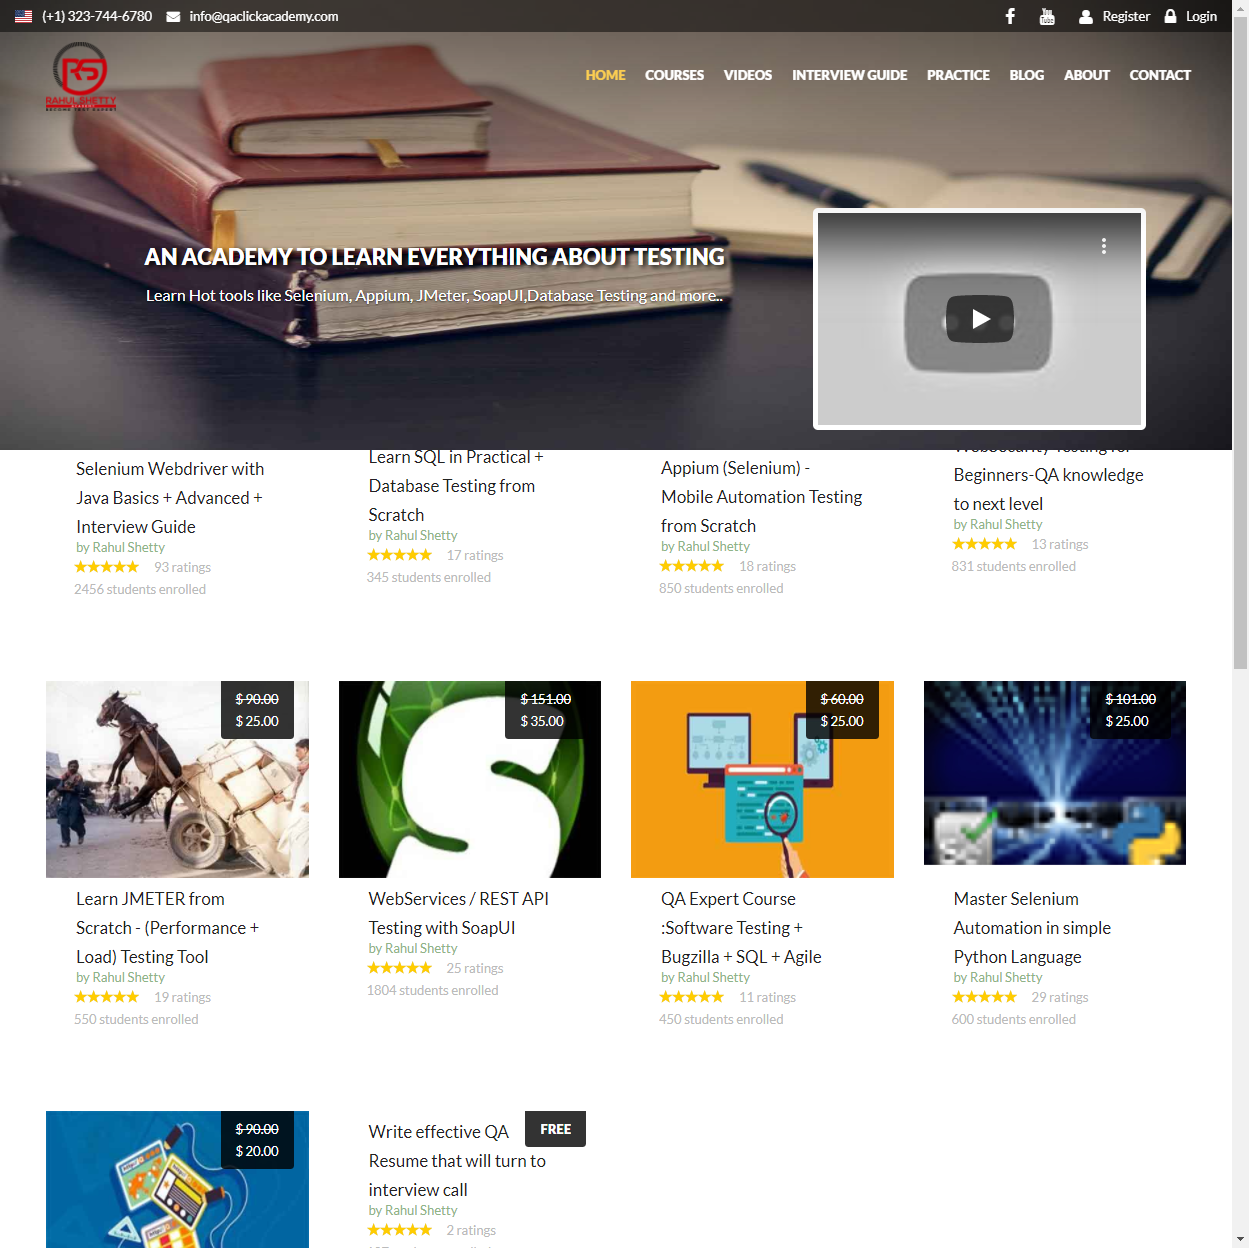 (+1) 323-744-6780 info@qaclickacademy.com Register Login
RS
RAHUL SHETTY
HOME COURSES VIDEOS INTERVIEW GUIDE PRACTICE BLOG ABOUT CONTACT
AN ACADEMY TO LEARN EVERYTHING ABOUT TESTING
Learn Hot tools like Selenium, Appium, JMeter, SoapUI,Database Testing and more..
Selenium Webdriver with
Java Basics + Advanced +
Interview Guide
by Rahul Shetty
93 ratings
2456 students enrolled
Learn SQL in Practical +
Database Testing from
Scratch
by Rahul Shetty
17 ratings
345 students enrolled
Appium (Selenium) -
Mobile Automation Testing
from Scratch
by Rahul Shetty
18 ratings
850 students enrolled
WebSecurity Testing for
Beginners-QA knowledge
to next level
by Rahul Shetty
13 ratings
831 students enrolled
$ 90.00
$ 25.00
Learn JMETER from
Scratch - (Performance +
Load) Testing Tool
by Rahul Shetty
19 ratings
550 students enrolled
$ 151.00
$ 35.00
WebServices / REST API
Testing with SoapUI
by Rahul Shetty
25 ratings
1804 students enrolled
$ 60.00
$ 25.00
QA Expert Course
:Software Testing +
Bugzilla + SQL + Agile
by Rahul Shetty
11 ratings
450 students enrolled
$ 101.00
$ 25.00
Master Selenium
Automation in simple
Python Language
by Rahul Shetty
29 ratings
600 students enrolled
$ 90.00
$ 20.00
FREE
Write effective QA
Resume that will turn to
interview call
by Rahul Shetty
2 ratings